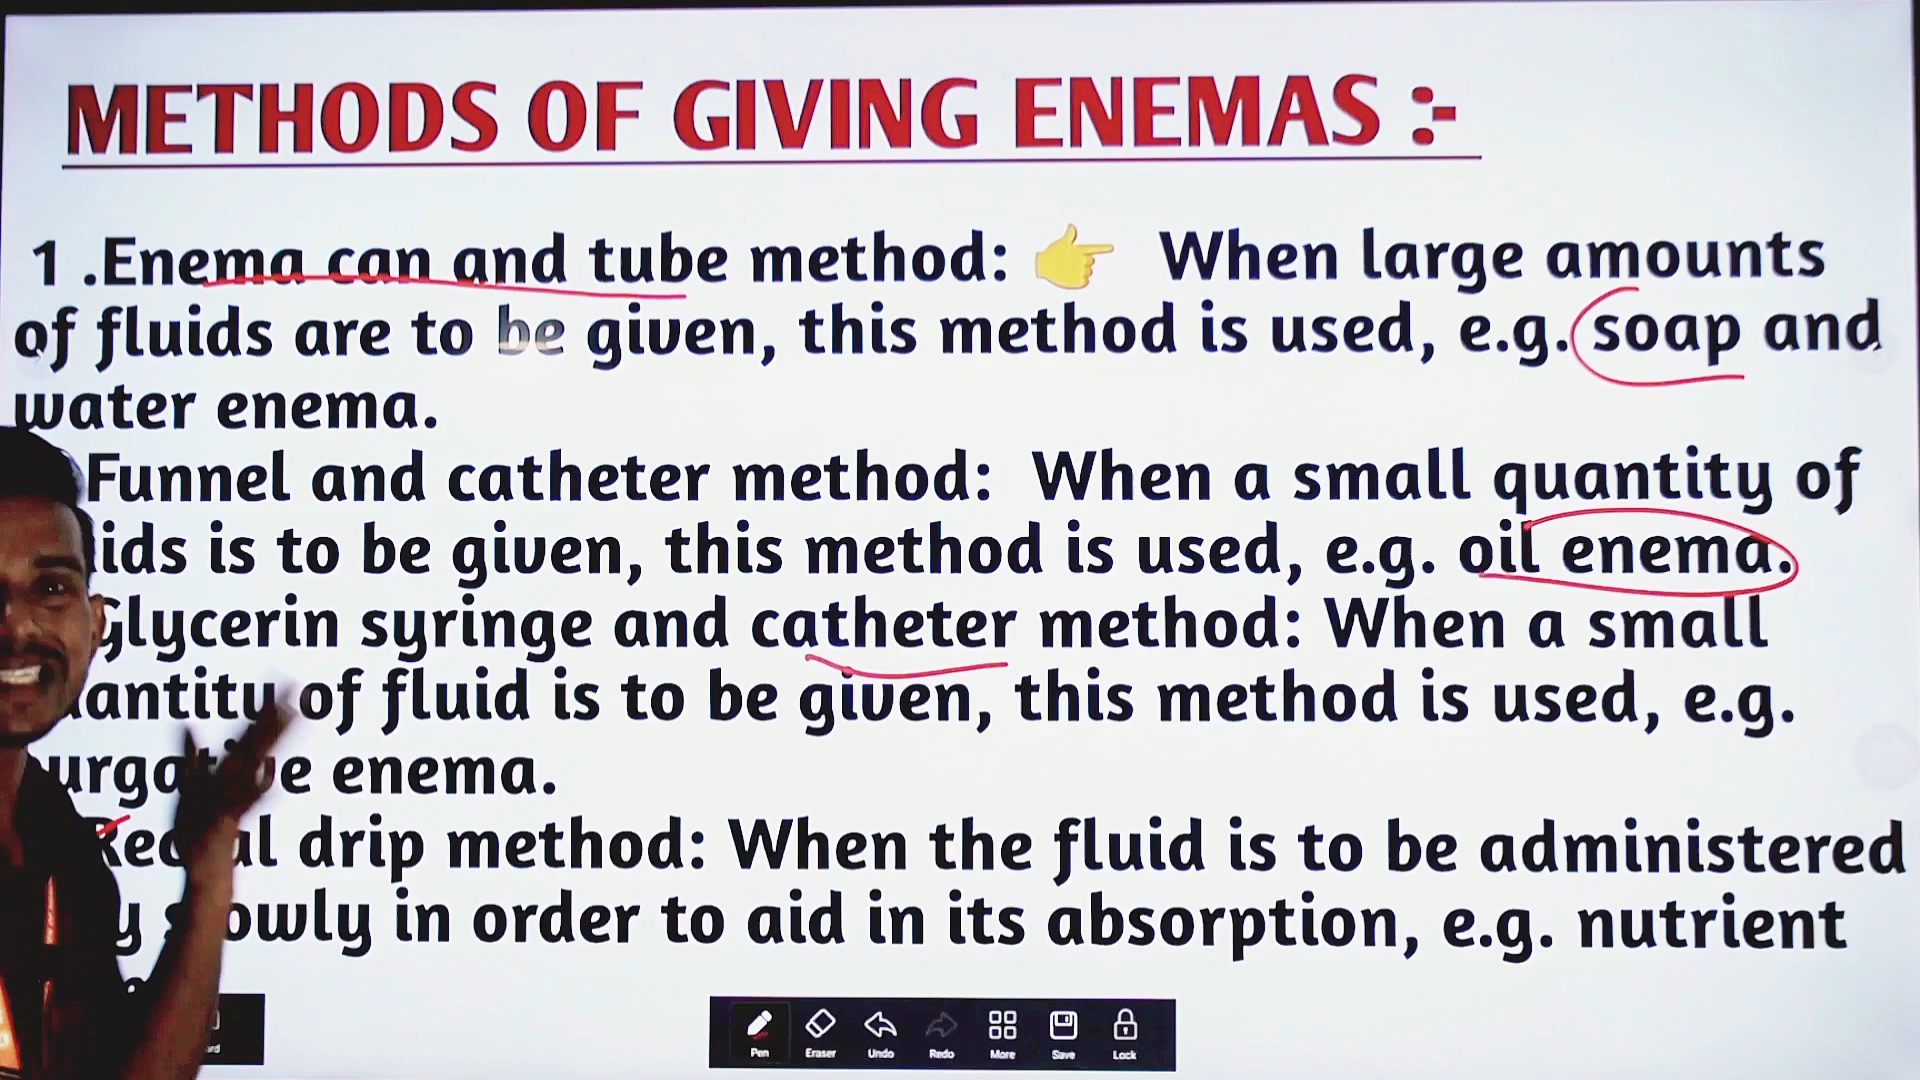 METHODS OF GIVING ENEMAS :-
1 .Enema can and tube method: 👉 When large amounts
of fluids are to be given, this method is used, e.g. soap and
water enema.
Funnel and catheter method: When a small quantity of
is to be given, this method is used, e.g. oil enema.
Glycerin syringe and catheter method: When a small
of fluid is to be given, this method is used, e.g.
enema.
drip method: When the fluid is to be administered
in order to aid in its absorption, e.g. nutrient
Pen Eraser Undo Redo More Save Lock